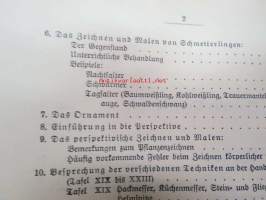 2
6. Das Zeichnen und Malen von Schmetterlingen:
Der Gegenstand
Unterrichtliche Behandlung
Beispiele:
Nachtfalter
Schwärmer
Tagfalter (Baumweißling, Kohlweißling, Trauermantel
auge, Schwalbenschwanz)
7. Das Ornament
8. Einführung in die Perspektive
9. Das perspektivische Zeichnen und Malen:
Bemerkungen zum Pflanzenzeichnen
Häufig vorkommende Fehler beim Zeichnen körperlicher
10. Besprechung der verschiedenen Techniken an der Hand
(Tafel XIX bis XXIII)
Tafel XIX Hackmesser, Küchenmesser, Stein- und Flie